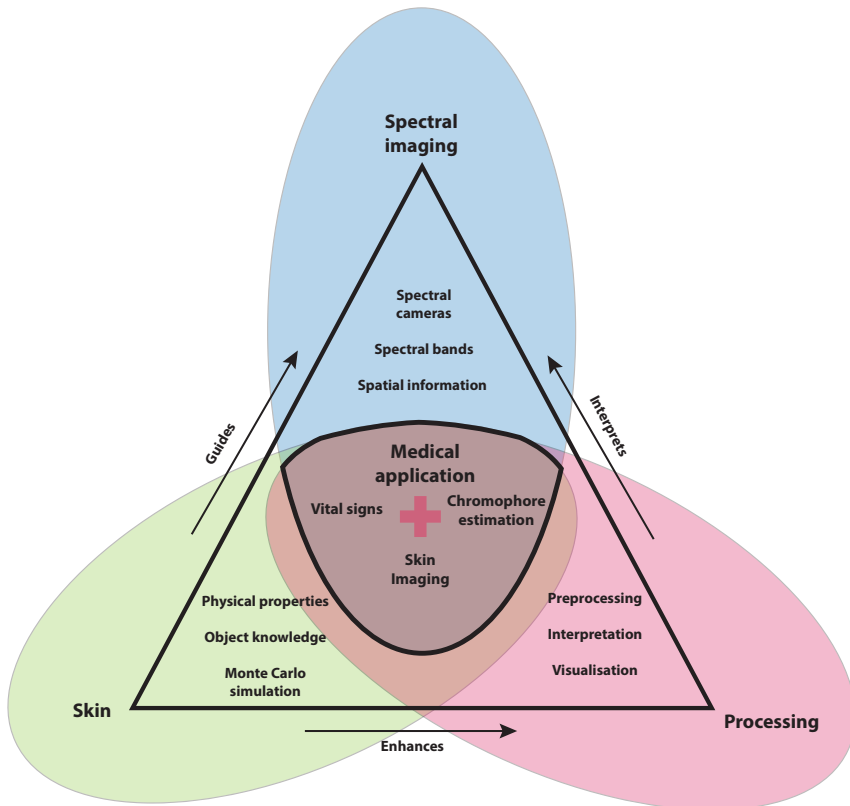 Spectral
imaging
Spectral
cameras
Spectral bands
Spatial information
Guides
Interprets
Medical
application
Vital signs
Chromophore
estimation
Skin
Imaging
Physical properties
Object knowledge
Monte Carlo
simulation
Preprocessing
Interpretation
Visualisation
Skin
Processing
Enhances